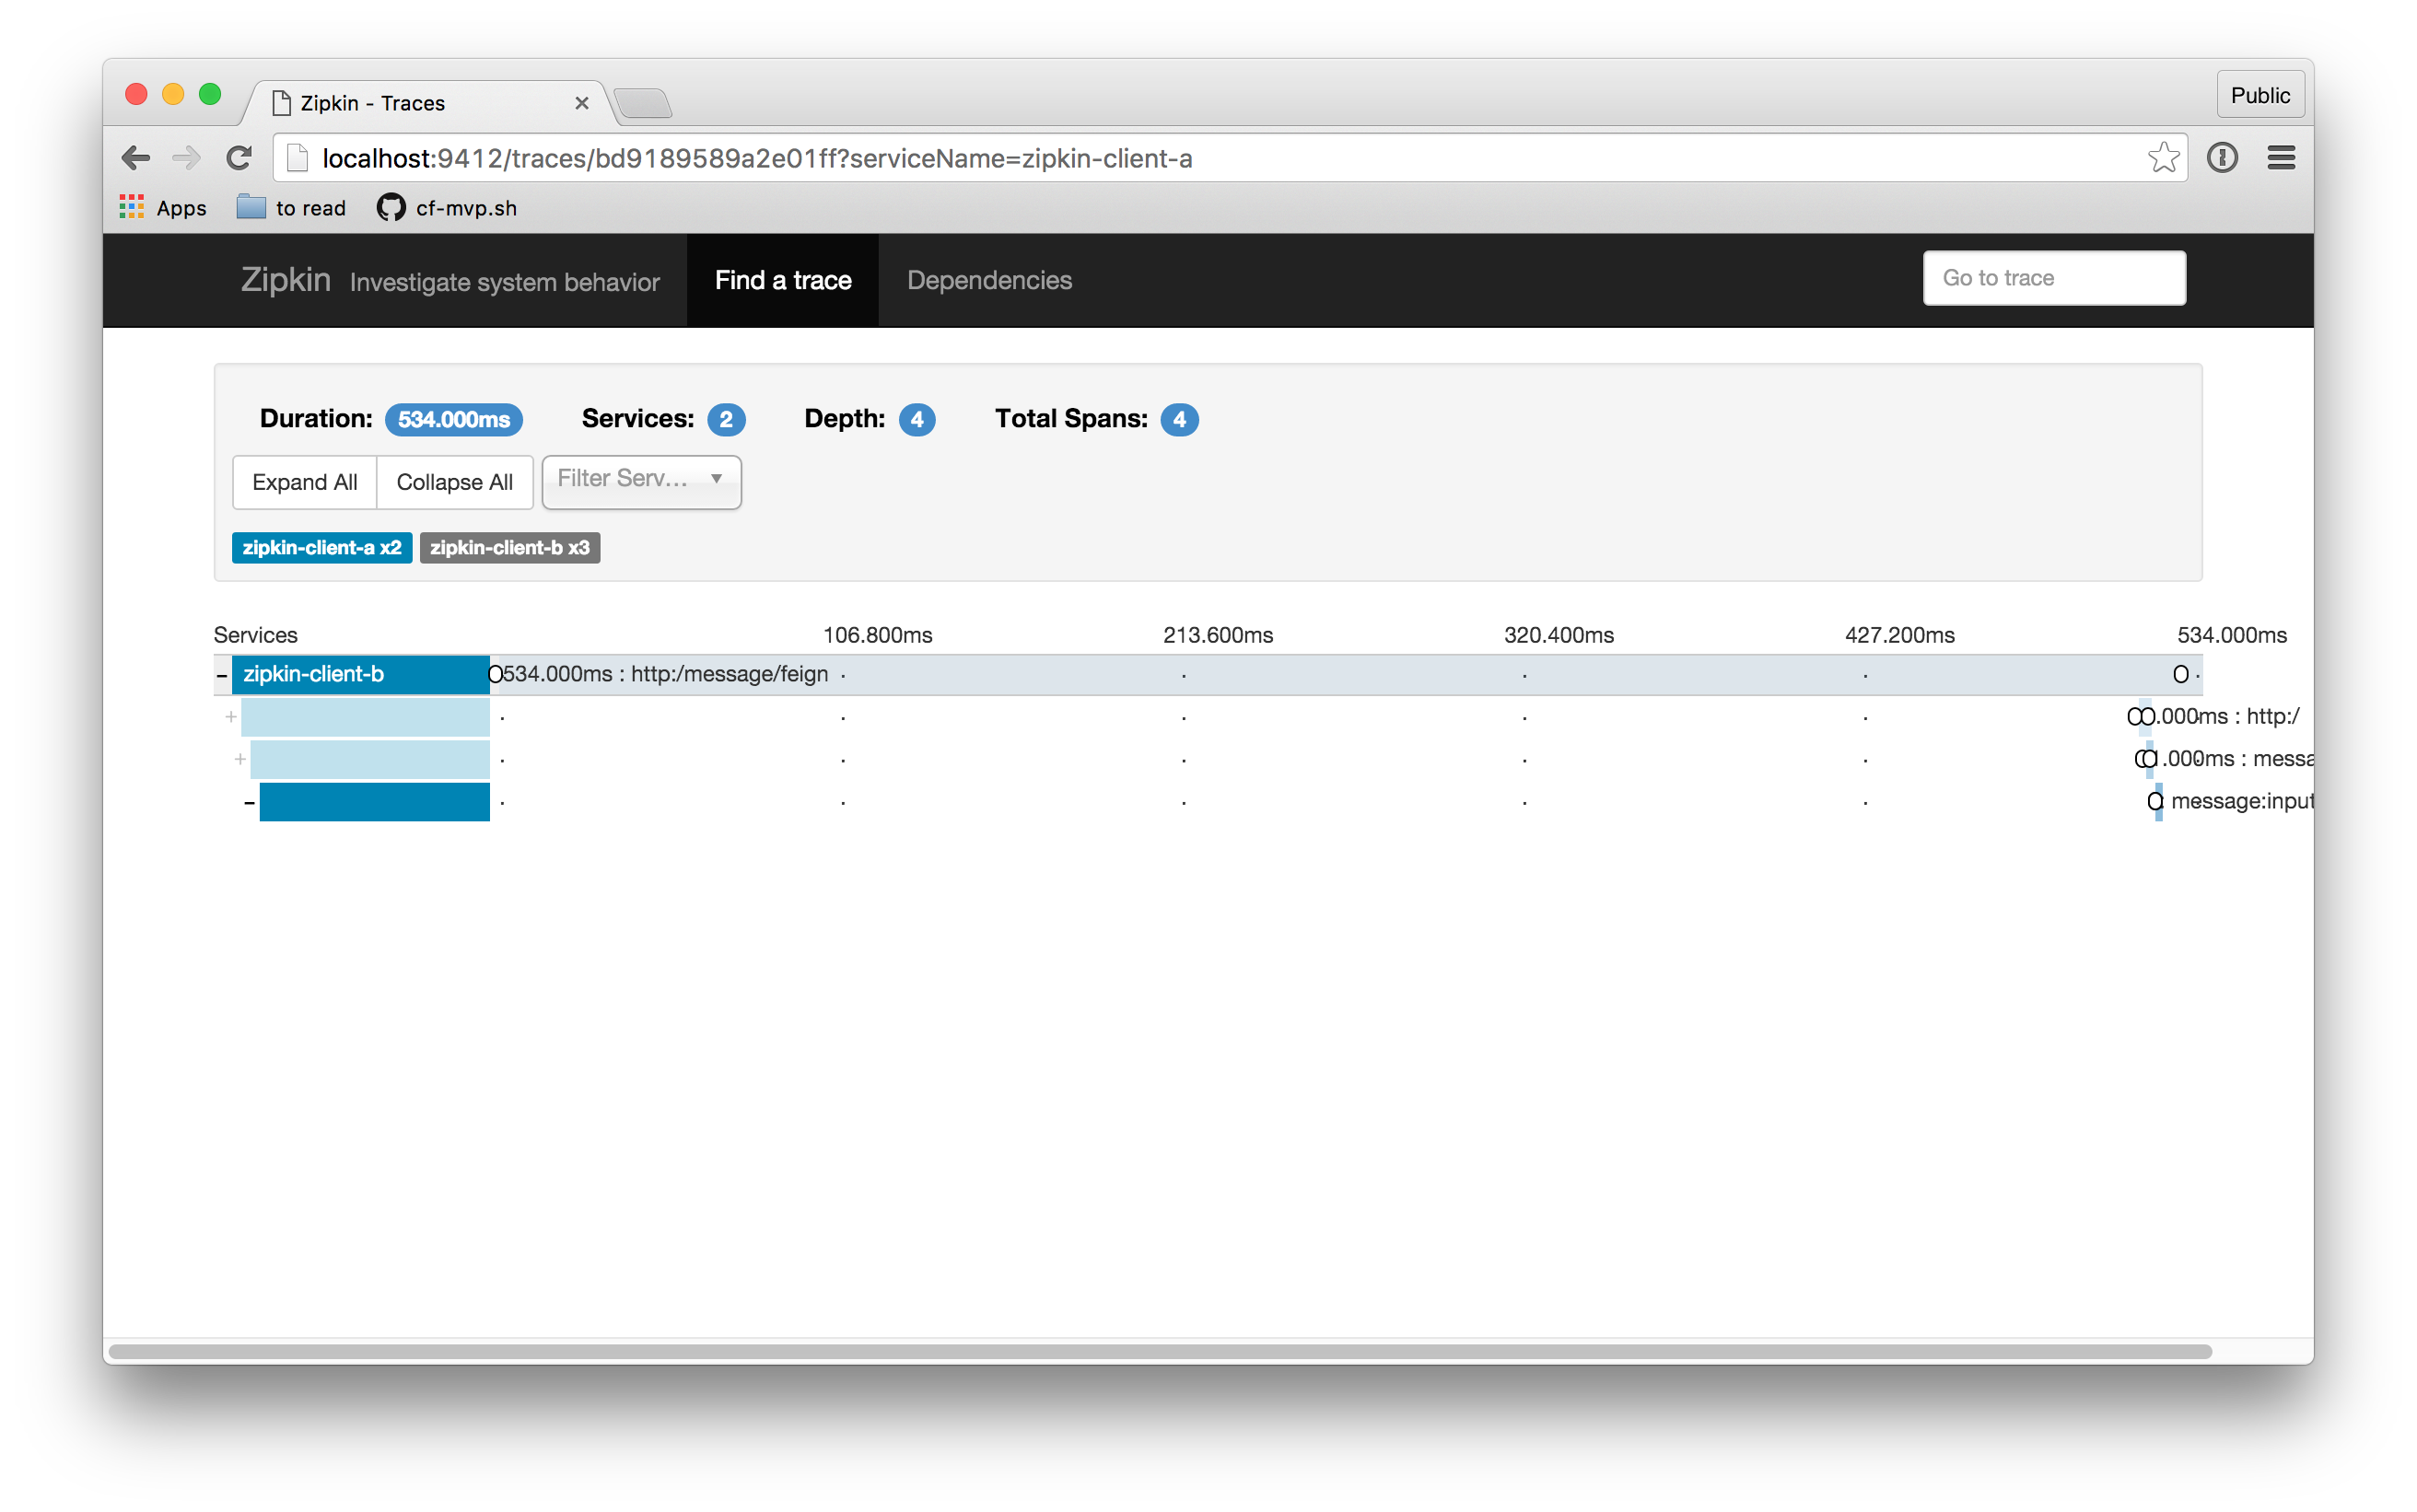 Zipkin - Traces
Public
localhost:9412/traces/bd9189589a2e01ff?serviceName=zipkin-client-a
Apps to read cf-mvp.sh
Zipkin Investigate system behavior Find a trace Dependencies Go to trace
Duration: 534.000ms Services: 2 Depth: 4 Total Spans: 4
Expand All Collapse All Filter Serv...
zipkin-client-a x2 zipkin-client-b x3
Services 106.800ms 213.600ms 320.400ms 427.200ms 534.000ms
- zipkin-client-b 534.000ms : http:/message/feign
+ .000ms : http:/
+ .000ms : messa
- message:input